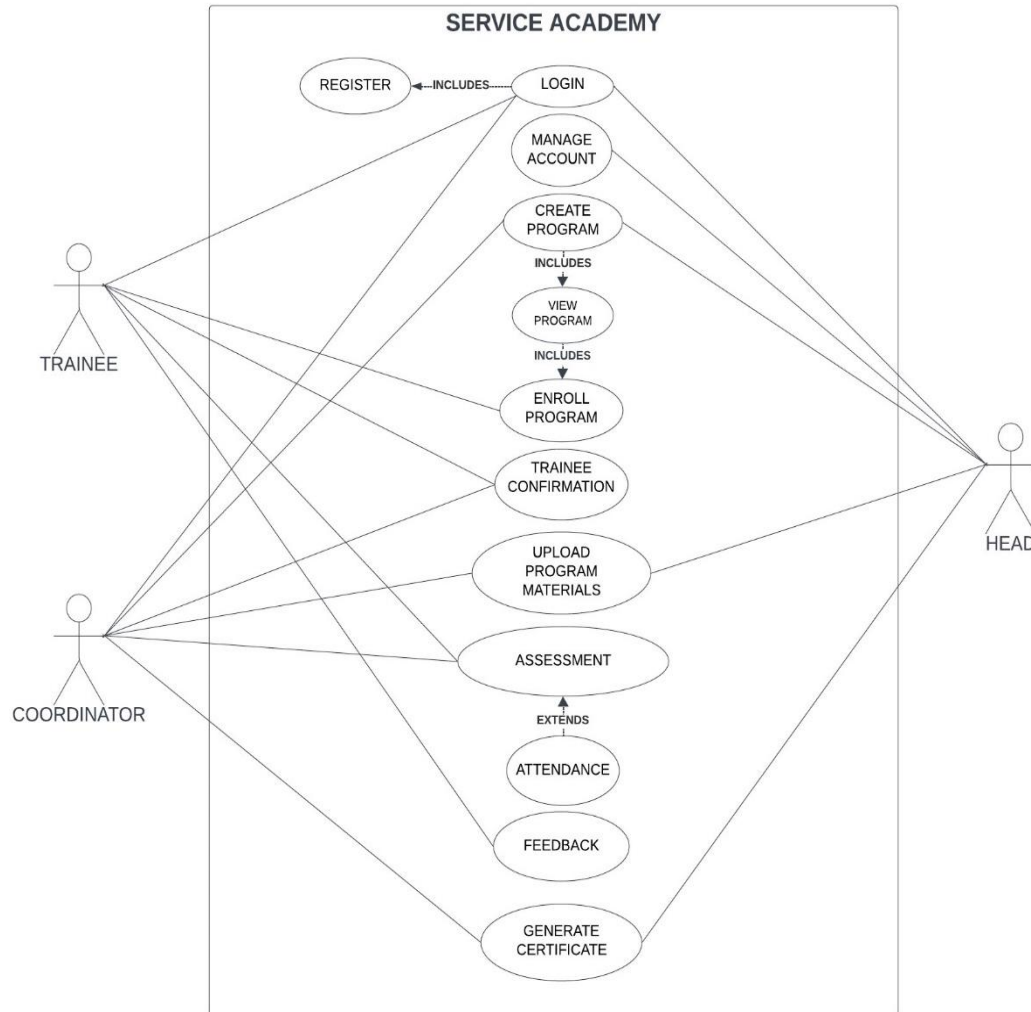 SERVICE ACADEMY
REGISTER
INCLUDES
LOGIN
MANAGE
ACCOUNT
CREATE
PROGRAM
INCLUDES
VIEW
PROGRAM
INCLUDES
TRAINEE
ENROLL
PROGRAM
TRAINEE
CONFIRMATION
HEAD
UPLOAD
PROGRAM
MATERIALS
ASSESSMENT
COORDINATOR
EXTENDS
ATTENDANCE
FEEDBACK
GENERATE
CERTIFICATE